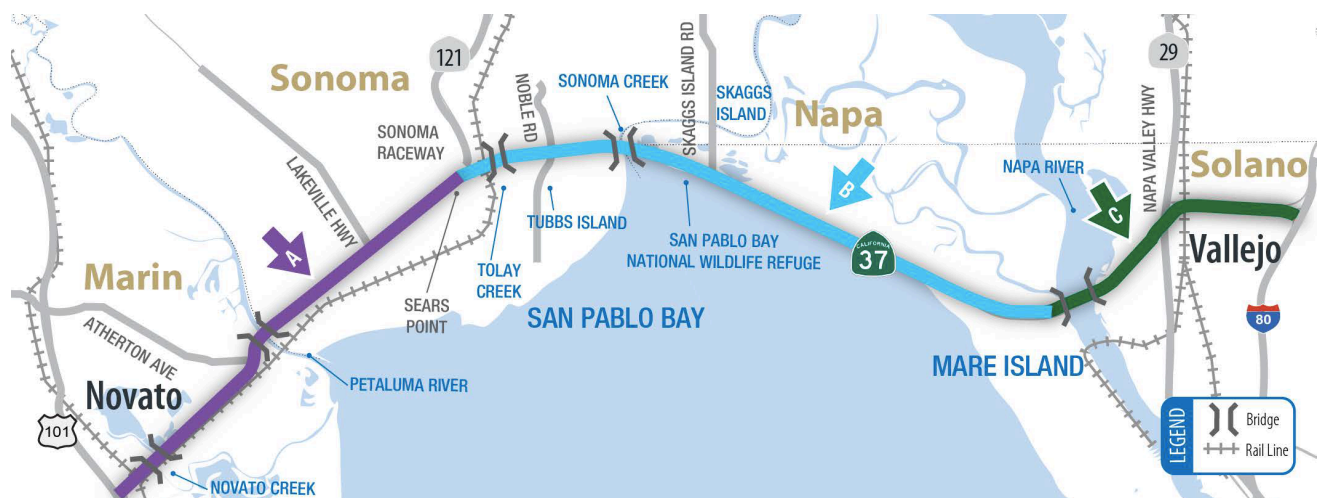 Sonoma
121
SONOMA
RACEWAY
LAKEVILLE HWY
NOBLE RD
SONOMA CREEK
SKAGGS ISLAND RD
SKAGGS
ISLAND
Napa
29
NAPA VALLEY HWY
Solano
NAPA RIVER
Vallejo
A
B
C
TUBBS ISLAND
SAN PABLO BAY
NATIONAL WILDLIFE REFUGE
CALIFORNIA
37
TOLAY
CREEK
SEARS
POINT
SAN PABLO BAY
Marin
ATHERTON AVE
Novato
PETALUMA RIVER
101
NOVATO CREEK
MARE ISLAND
80
LEGEND
Bridge
Rail Line